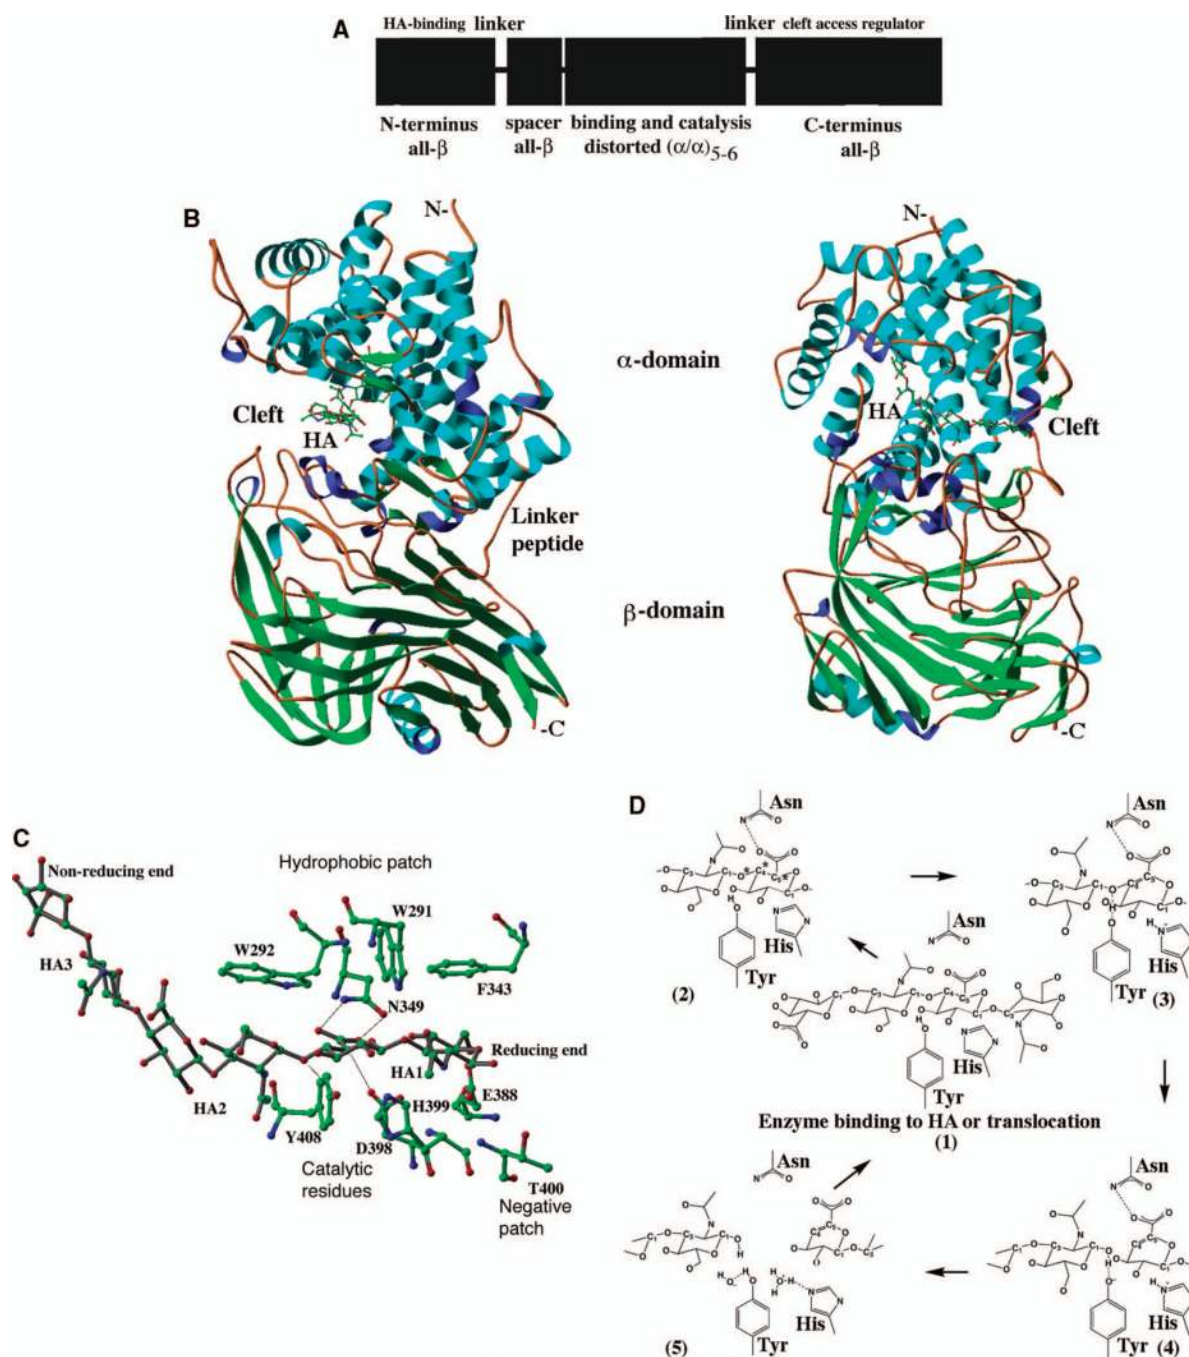 A
HA-binding linker
linker cleft access regulator
N-terminus
all-β
spacer
all-β
binding and catalysis
distorted (α/α)5-6
C-terminus
all-β
B
N-
Cleft
HA
Linker
peptide
-C
α-domain
β-domain
N-
HA
Cleft
-C
C
Non-reducing end
Hydrophobic patch
W291
W292
F343
N349
HA3
Reducing end
HA1
HA2
E388
H399
Y408
D398
Catalytic
residues
T400
Negative
patch
D
Asn
His
Tyr
(2)
Asn
His
Tyr
(3)
Asn
His
Tyr
Enzyme binding to HA or translocation
(1)
Asn
His
Tyr
(5)
Asn
His
Tyr
(4)